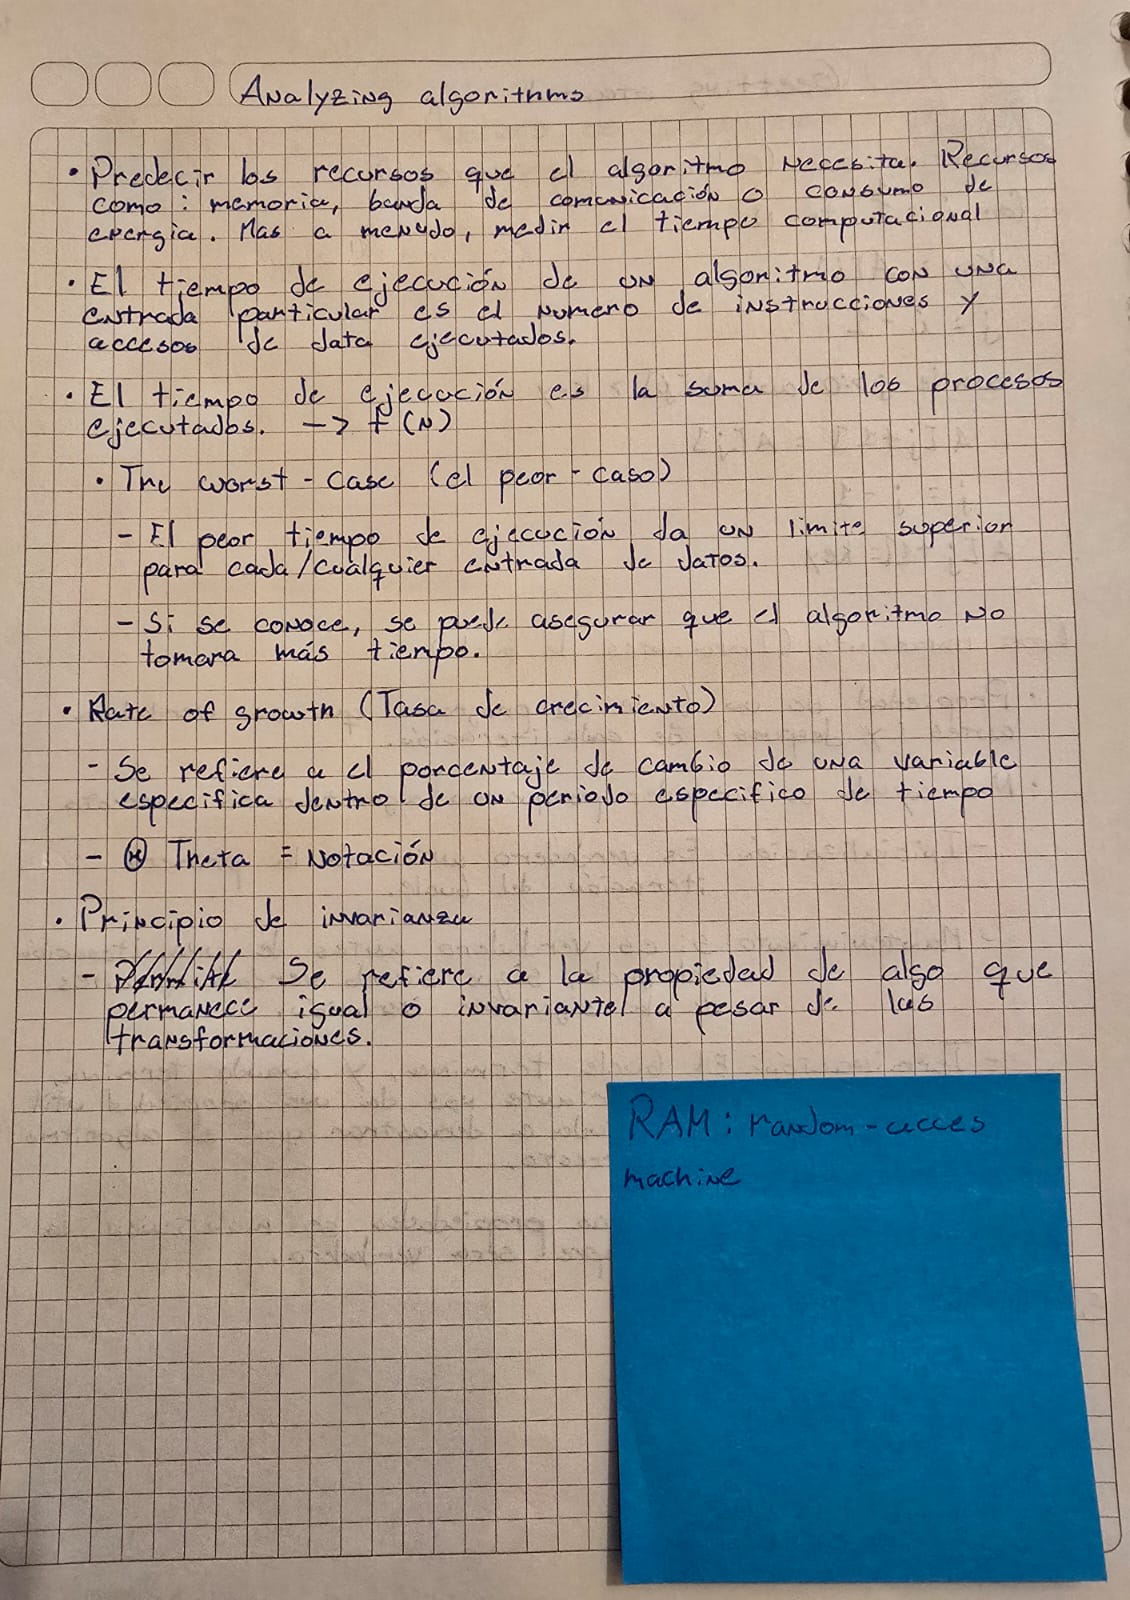 Analyzing algorithms
• Predecir los recursos que el algoritmo necesita. Recursos
como: memoria, banda de comunicación o consumo de
energía. Mas a menudo, medir el tiempo computacional
• El tiempo de ejecución de un algoritmo con una
entrada particular es el numero de instrucciones y
accesos de data ejecutados.
• El tiempo de ejecución es la suma de los procesos
ejecutados. -> f(n)
• The worst-case (el peor-caso)
- El peor tiempo de ejecución da un limite superior
para cada/cualquier entrada de datos.
- Si se conoce, se puede asegurar que el algoritmo no
tomara más tiempo.
• Rate of growth (Tasa de crecimiento)
- Se refiere a el porcentaje de cambio de una variable
especifica dentro de un periodo especifico de tiempo
- Θ Theta = Notación
• Principio de invarianza
- Se refiere a la propiedad de algo que
permanece igual o invariante a pesar de las
transformaciones.
RAM: random-acces
machine